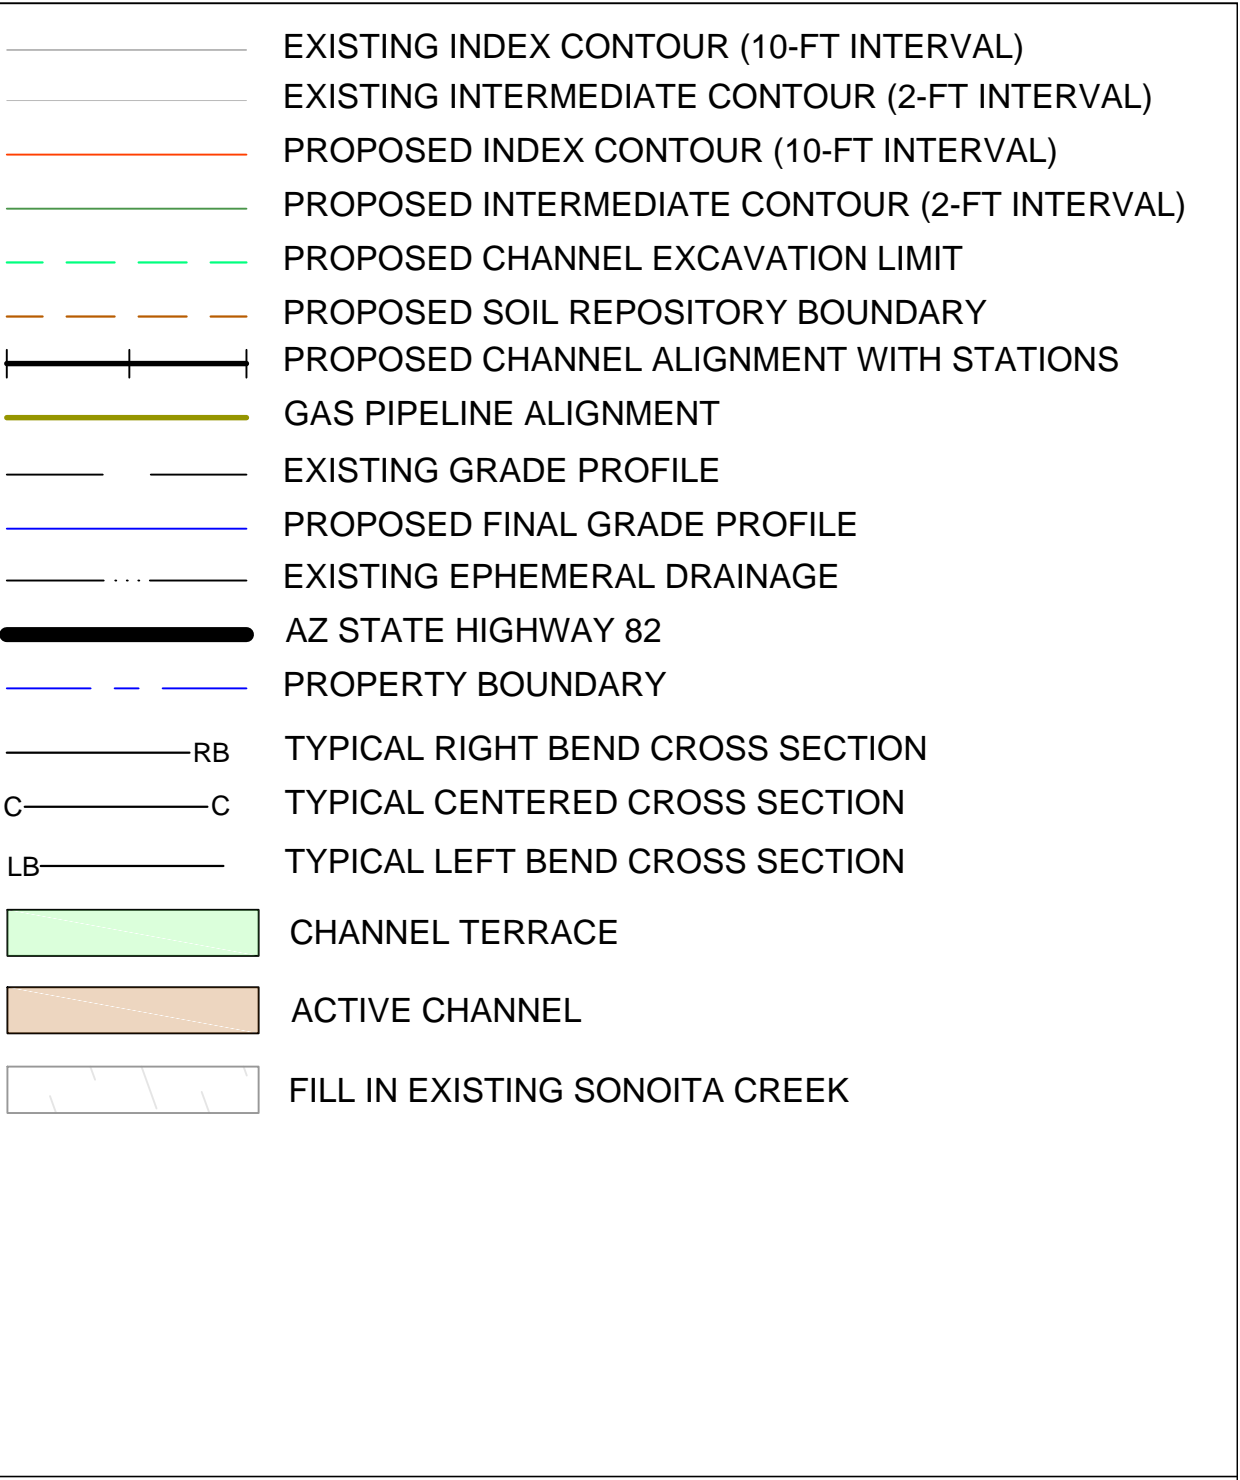 EXISTING INDEX CONTOUR (10-FT INTERVAL)
EXISTING INTERMEDIATE CONTOUR (2-FT INTERVAL)
PROPOSED INDEX CONTOUR (10-FT INTERVAL)
PROPOSED INTERMEDIATE CONTOUR (2-FT INTERVAL)
PROPOSED CHANNEL EXCAVATION LIMIT
PROPOSED SOIL REPOSITORY BOUNDARY
PROPOSED CHANNEL ALIGNMENT WITH STATIONS
GAS PIPELINE ALIGNMENT
EXISTING GRADE PROFILE
PROPOSED FINAL GRADE PROFILE
EXISTING EPHEMERAL DRAINAGE
AZ STATE HIGHWAY 82
PROPERTY BOUNDARY
RB TYPICAL RIGHT BEND CROSS SECTION
C C TYPICAL CENTERED CROSS SECTION
LB TYPICAL LEFT BEND CROSS SECTION
CHANNEL TERRACE
ACTIVE CHANNEL
FILL IN EXISTING SONOITA CREEK